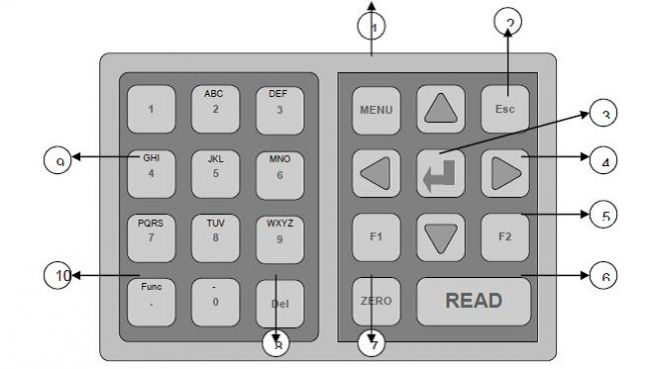 1
2
1
ABC
2
DEF
3
MENU
Esc
3
GHI
4
JKL
5
MNO
6
9
4
PQRS
7
TUV
8
WXYZ
9
F1
F2
5
10
Func
.
-
0
Del
ZERO
READ
6
8
7